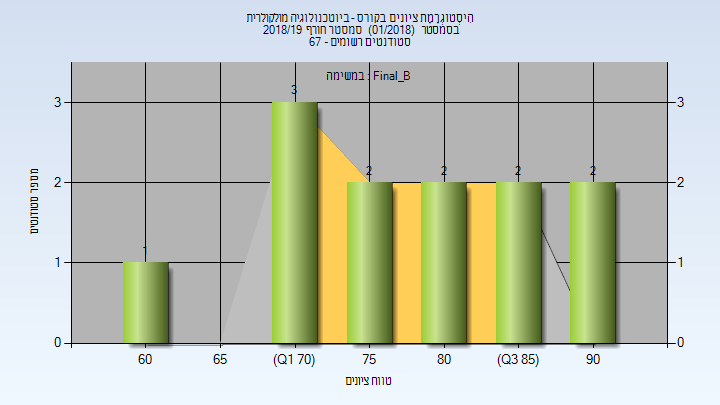 הִיסטוֹגרָמַת ציונים בקורס - ביוטכנולוגיה מולקולרית
בסמסטר (01/2018) סמסטר חורף 2018/19
סטודנטים רשומים - 67
במשימה : Final_B
3
1
2
2
2
2
3
2
1
0
3
2
1
0
מספר סטודנטים
60
65
(Q1 70)
75
80
(Q3 85)
90
טווח ציונים